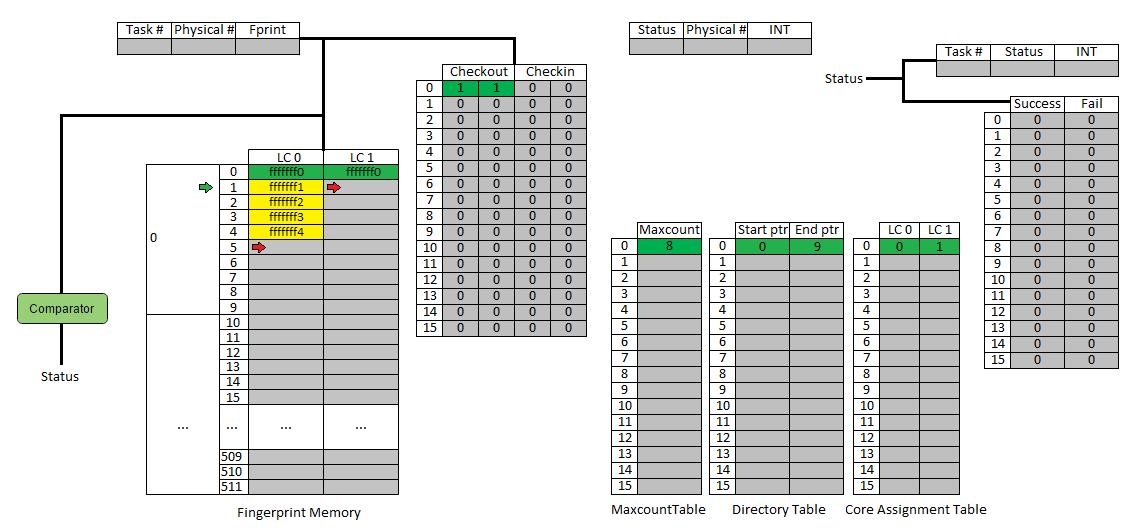 Task # Physical # Fprint
Status Physical # INT
Task # Status INT
Status
Checkout Checkin
0 1 1 0 0
1 0 0 0 0
2 0 0 0 0
3 0 0 0 0
4 0 0 0 0
5 0 0 0 0
6 0 0 0 0
7 0 0 0 0
8 0 0 0 0
9 0 0 0 0
10 0 0 0 0
11 0 0 0 0
12 0 0 0 0
13 0 0 0 0
14 0 0 0 0
15 0 0 0 0
Success Fail
0 0 0
1 0 0
2 0 0
3 0 0
4 0 0
5 0 0
6 0 0
7 0 0
8 0 0
9 0 0
10 0 0
11 0 0
12 0 0
13 0 0
14 0 0
15 0 0
LC 0 LC 1
0 fffffff0 fffffff0
1 fffffff1
2 fffffff2
3 fffffff3
0
4 fffffff4
5
6
7
8
9
10
11
12
13
14
15
... ... ... ...
509
510
511
Fingerprint Memory
Comparator
Status
Maxcount
0 8
1
2
3
4
5
6
7
8
9
10
11
12
13
14
15
MaxcountTable
Start ptr End ptr
0 0 9
1
2
3
4
5
6
7
8
9
10
11
12
13
14
15
Directory Table
LC 0 LC 1
0 0 1
1
2
3
4
5
6
7
8
9
10
11
12
13
14
15
Core Assignment Table